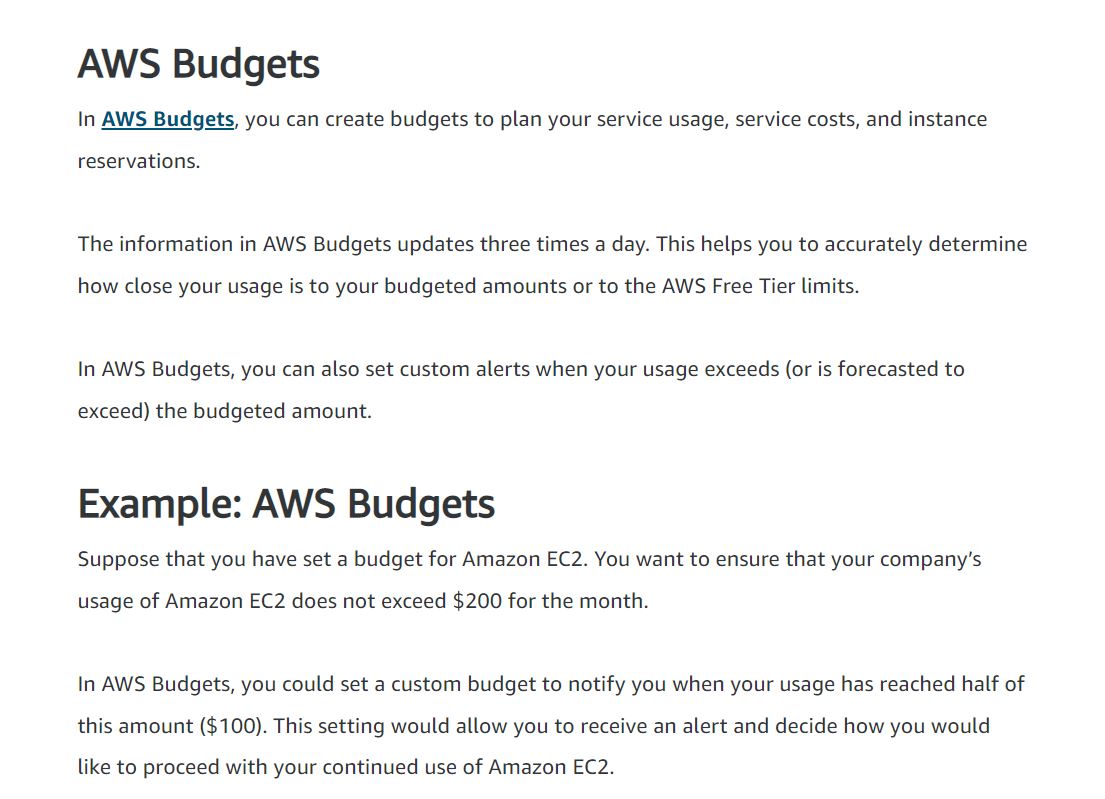 AWS Budgets
In AWS Budgets, you can create budgets to plan your service usage, service costs, and instance
reservations.
The information in AWS Budgets updates three times a day. This helps you to accurately determine
how close your usage is to your budgeted amounts or to the AWS Free Tier limits.
In AWS Budgets, you can also set custom alerts when your usage exceeds (or is forecasted to
exceed) the budgeted amount.
Example: AWS Budgets
Suppose that you have set a budget for Amazon EC2. You want to ensure that your company’s
usage of Amazon EC2 does not exceed $200 for the month.
In AWS Budgets, you could set a custom budget to notify you when your usage has reached half of
this amount ($100). This setting would allow you to receive an alert and decide how you would
like to proceed with your continued use of Amazon EC2.